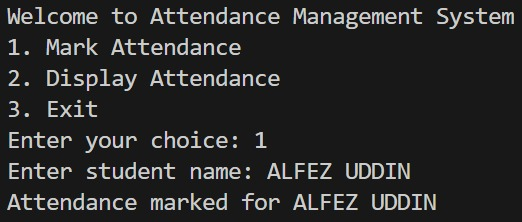 Welcome to Attendance Management System
1. Mark Attendance
2. Display Attendance
3. Exit
Enter your choice: 1
Enter student name: ALFEZ UDDIN
Attendance marked for ALFEZ UDDIN